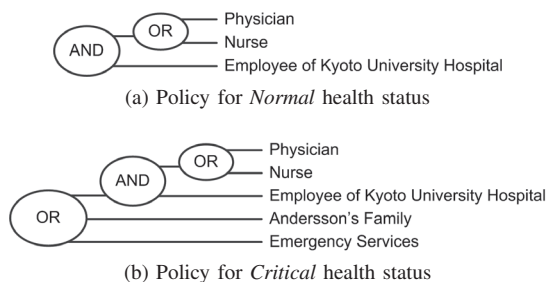 Physician
OR
AND
Nurse
Employee of Kyoto University Hospital
(a) Policy for Normal health status
Physician
OR
Nurse
AND
Employee of Kyoto University Hospital
OR
Andersson's Family
Emergency Services
(b) Policy for Critical health status